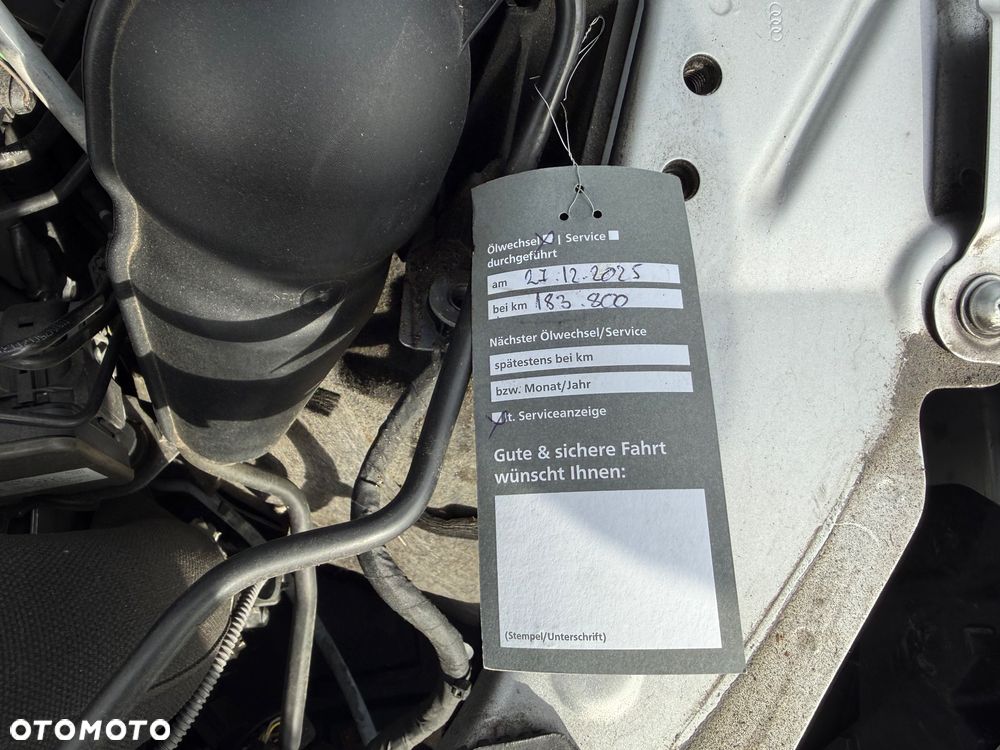 Ölwechsel | Service
durchgeführt
am 27.12.2025
bei km 183.800
Nächster Ölwechsel/Service
spätestens bei km
bzw. Monat/Jahr
lt. Serviceanzeige
Gute & sichere Fahrt
wünscht Ihnen:
(Stempel/Unterschrift)
OTOMOTO